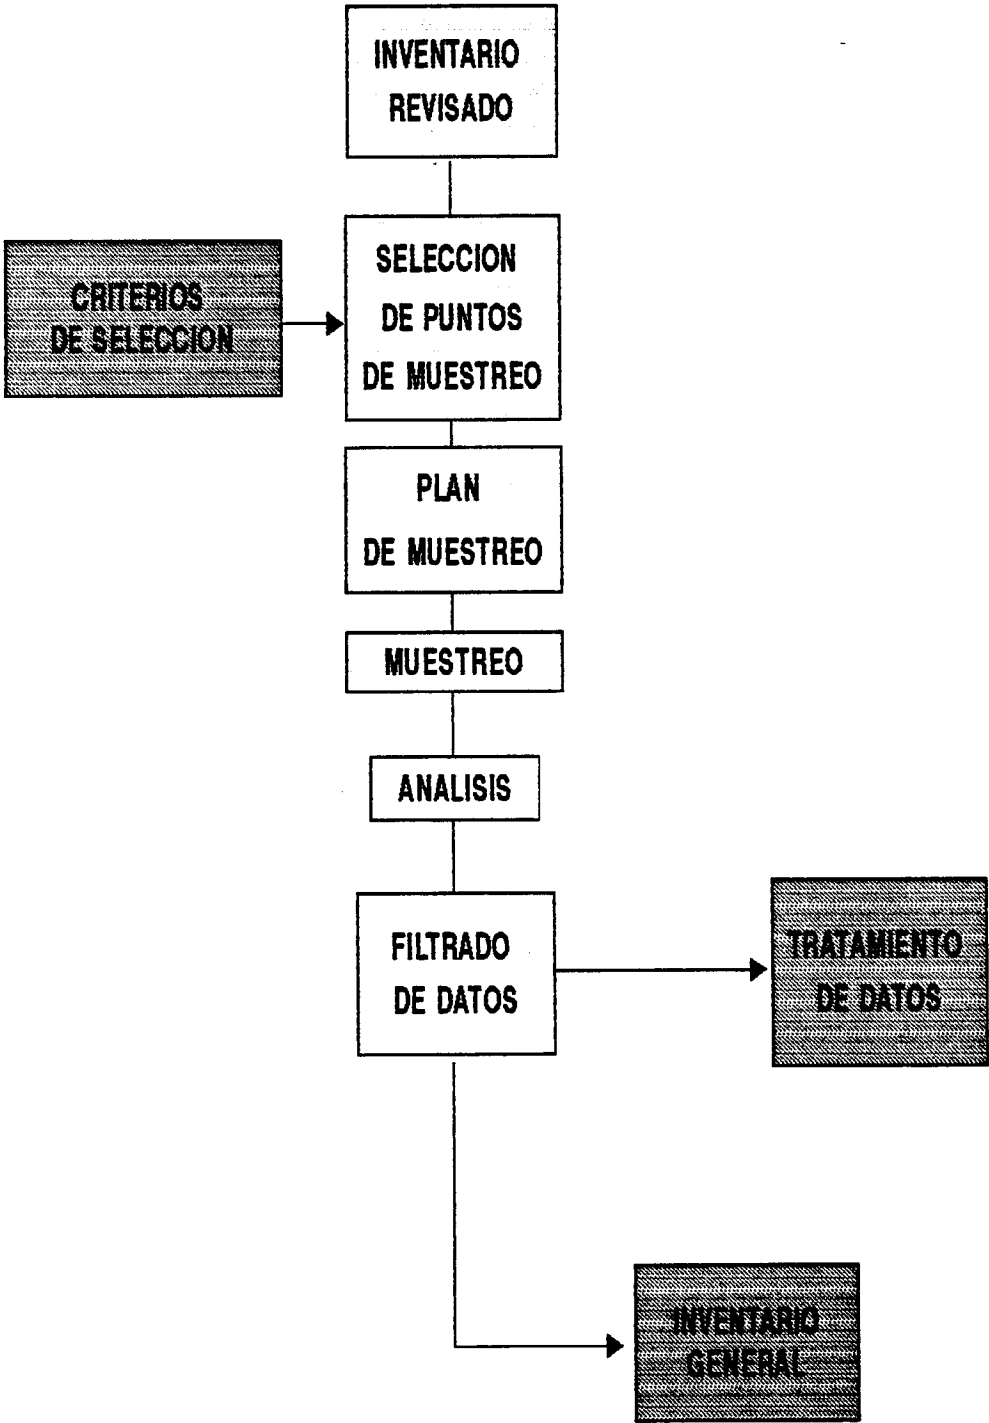 INVENTARIO
REVISADO
CRITERIOS
DE SELECCION
SELECCION
DE PUNTOS
DE MUESTREO
PLAN
DE MUESTREO
MUESTREO
ANALISIS
FILTRADO
DE DATOS
TRATAMIENTO
DE DATOS
INVENTARIO
GENERAL